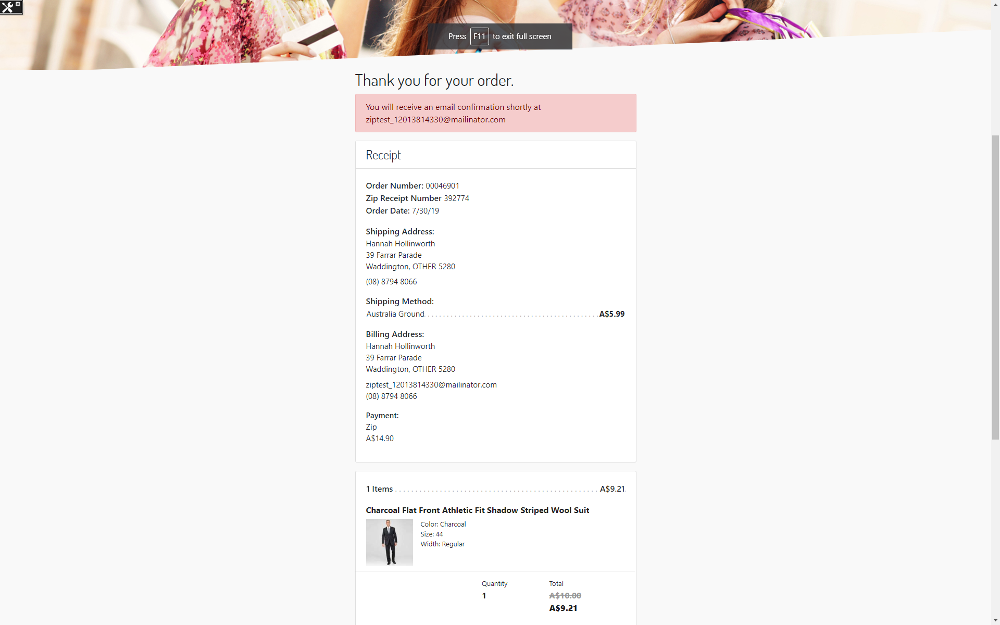 Press F11 to exit full screen
Thank you for your order.
You will receive an email confirmation shortly at
ziptest_12013814330@mailinator.com
Receipt
Order Number: 00046901
Zip Receipt Number 392774
Order Date: 7/30/19
Shipping Address:
Hannah Hollinworth
39 Farrar Parade
Waddington, OTHER 5280
(08) 8794 8066
Shipping Method:
Australia Ground A$5.99
Billing Address:
Hannah Hollinworth
39 Farrar Parade
Waddington, OTHER 5280
ziptest_12013814330@mailinator.com
(08) 8794 8066
Payment:
Zip
A$14.90
1 Items A$9.21
Charcoal Flat Front Athletic Fit Shadow Striped Wool Suit
Color: Charcoal
Size: 44
Width: Regular
Quantity Total
1 A$10.00
A$9.21